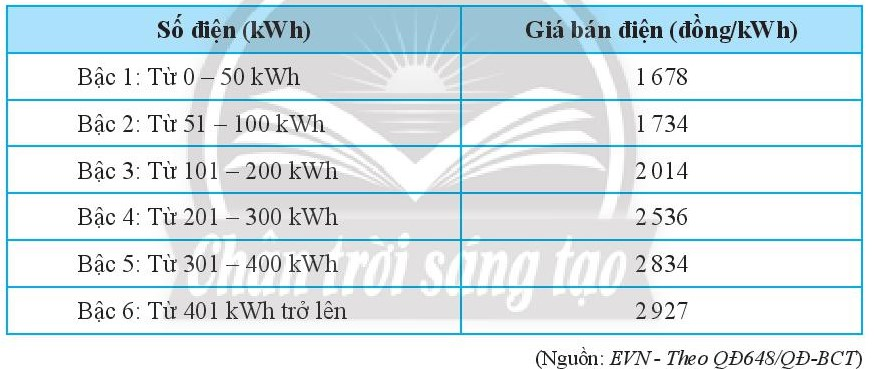 Số điện (kWh) Giá bán điện (đồng/kWh)
Bậc 1: Từ 0 – 50 kWh 1 678
Bậc 2: Từ 51 – 100 kWh 1 734
Bậc 3: Từ 101 – 200 kWh 2 014
Bậc 4: Từ 201 – 300 kWh 2 536
Bậc 5: Từ 301 – 400 kWh 2 834
Bậc 6: Từ 401 kWh trở lên 2 927
Chân trời sáng tạo
(Nguồn: EVN - Theo QĐ648/QĐ-BCT)